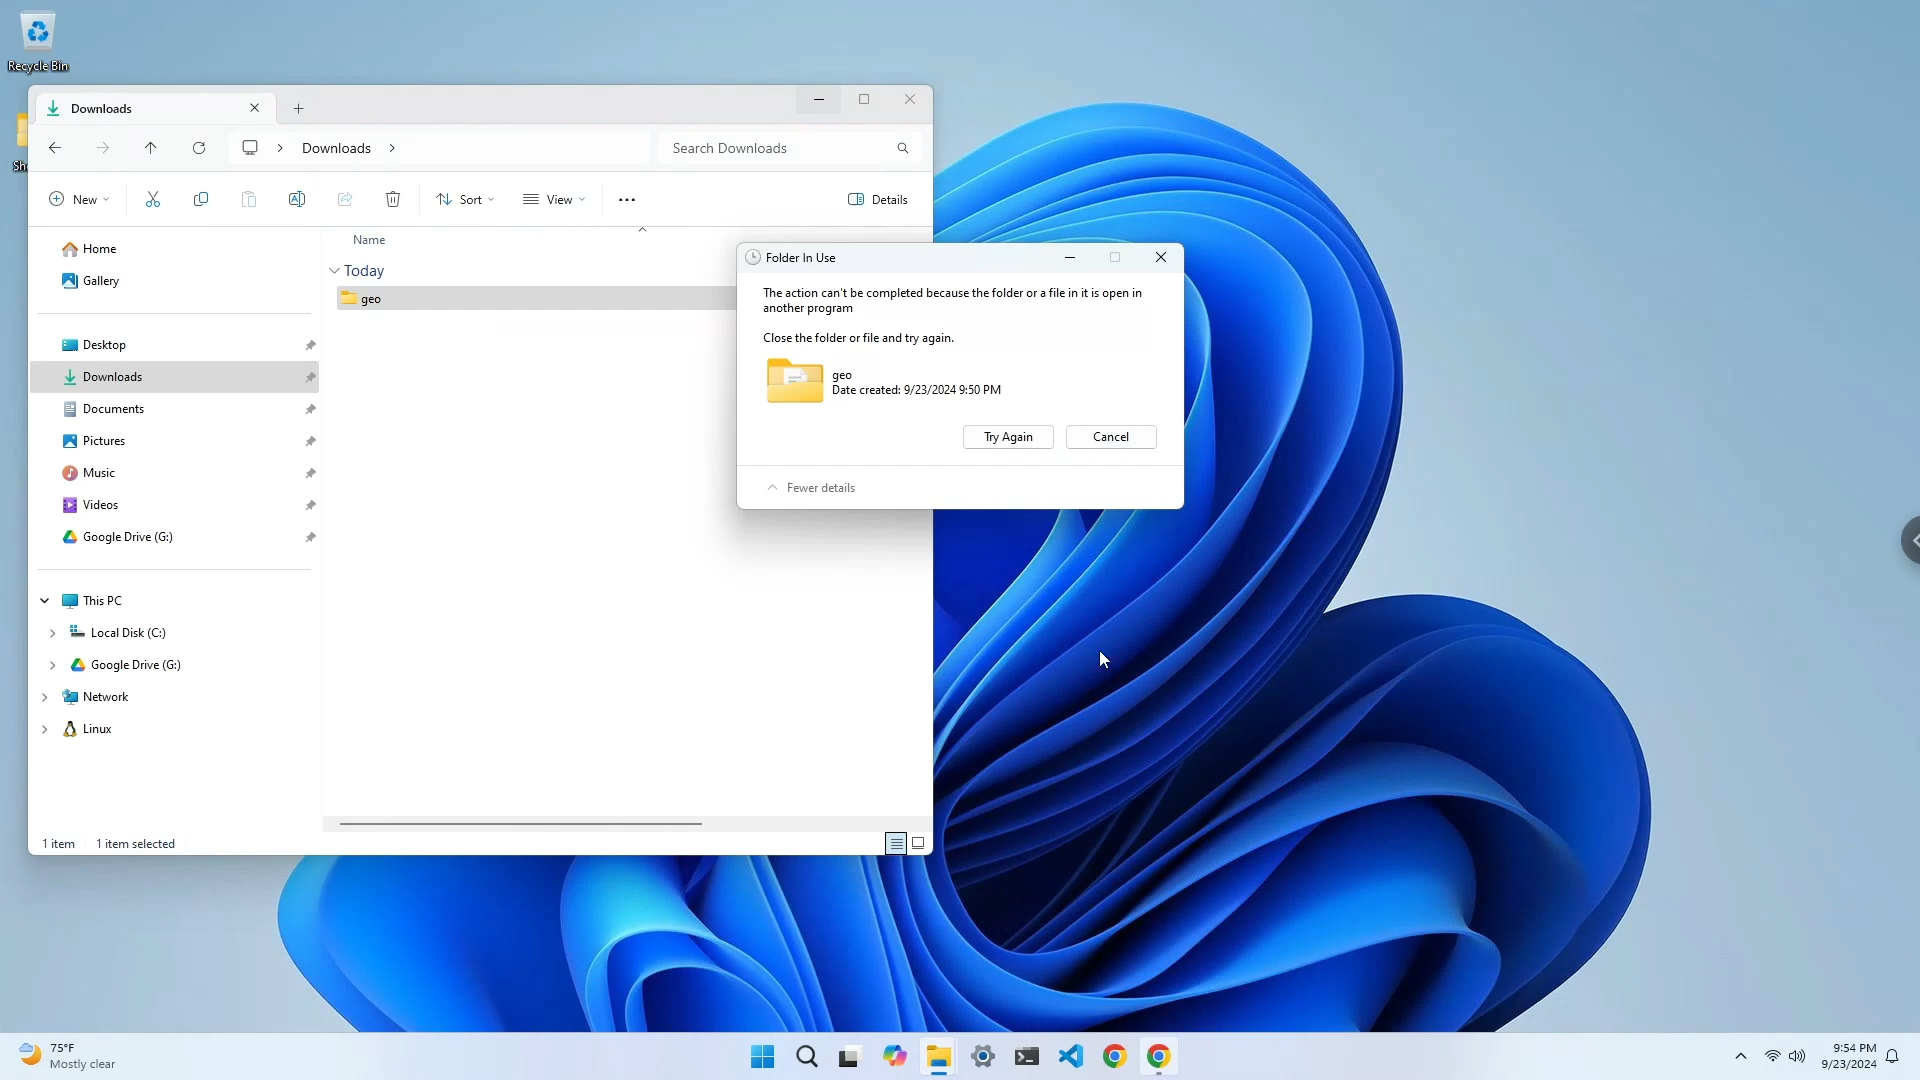 Recycle Bin
Sh
Downloads
Downloads
Search Downloads
New
Sort
View
Details
Home
Gallery
Desktop
Downloads
Documents
Pictures
Music
Videos
Google Drive (G:)
This PC
Local Disk (C:)
Google Drive (G:)
Network
Linux
Name
Today
geo
1 item
1 item selected
Folder In Use
The action can't be completed because the folder or a file in it is open in
another program
Close the folder or file and try again.
geo
Date created: 9/23/2024 9:50 PM
Try Again
Cancel
Fewer details
75°F
Mostly clear
9:54 PM
9/23/2024